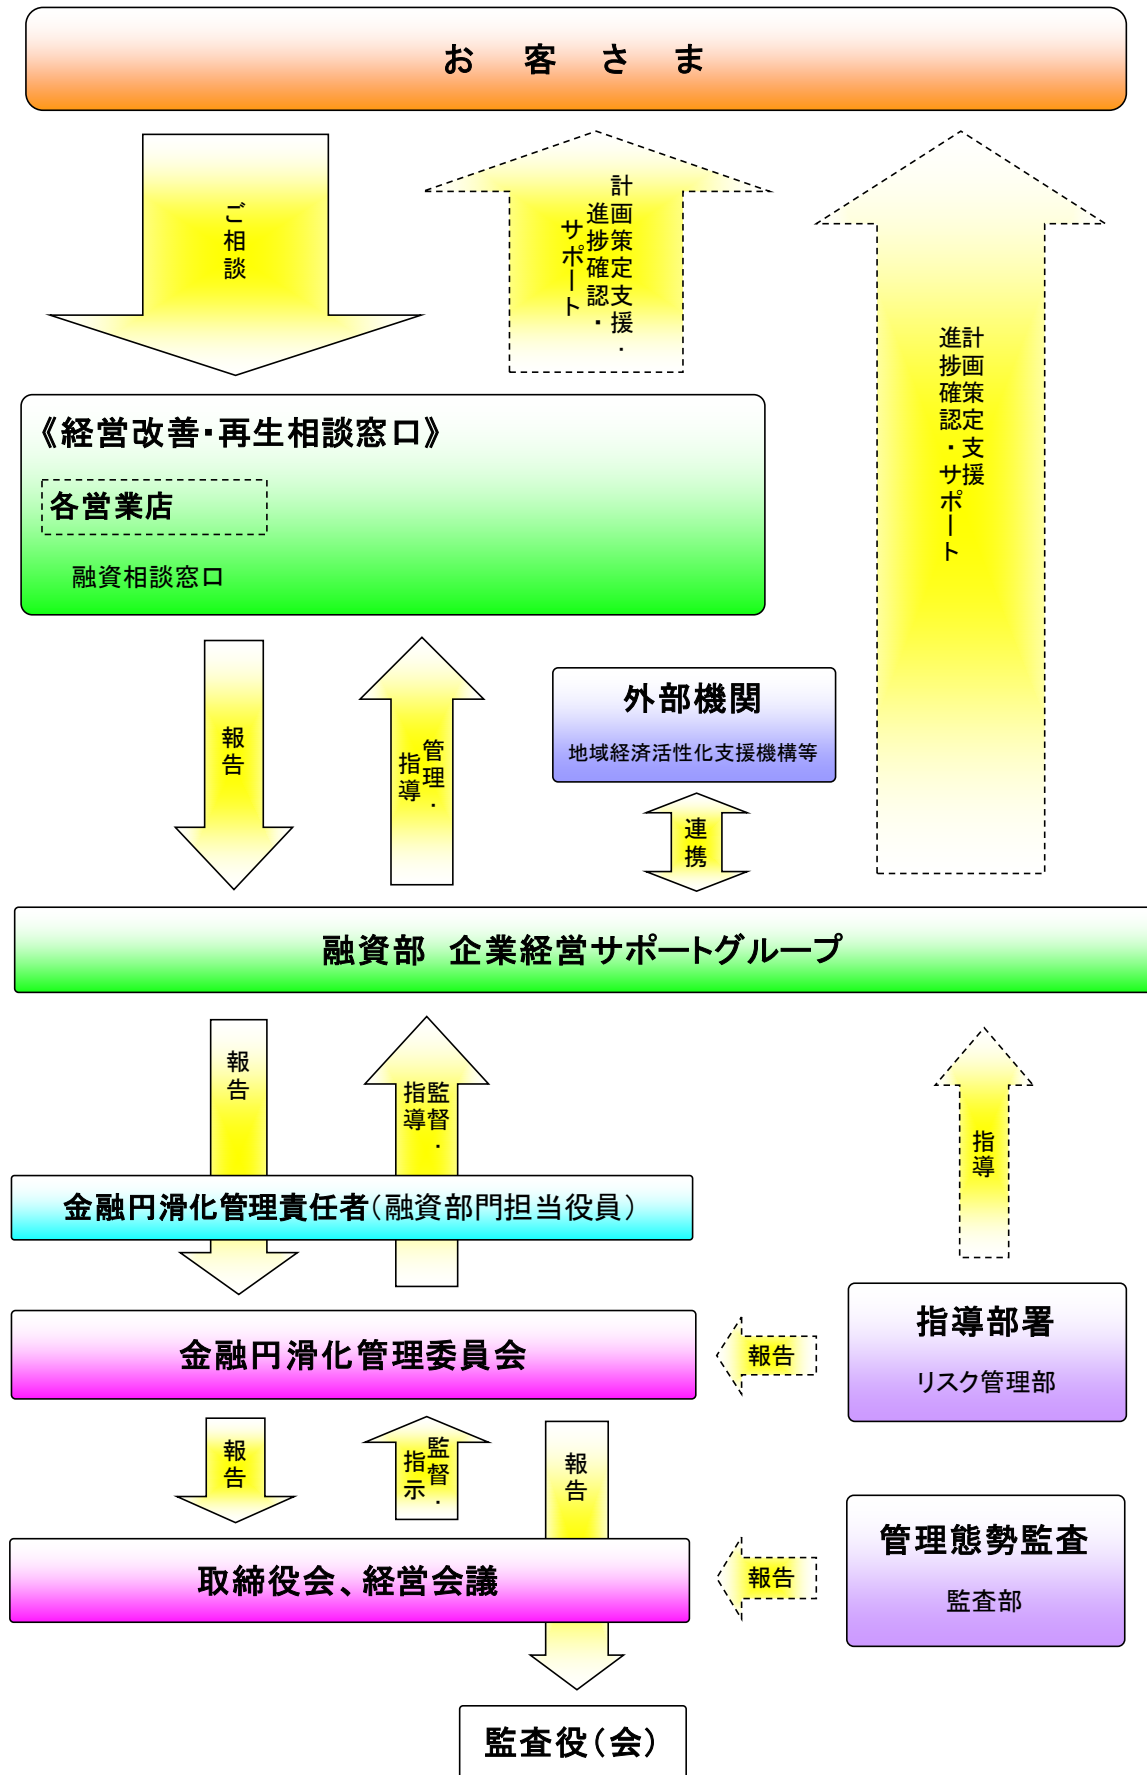 お　客　さ　ま
ご相談
計画策定支援・
進捗確認・
サポート
計画策定支援
進捗確認・サポート
《経営改善・再生相談窓口》
各営業店
融資相談窓口
報告
管理・
指導
外部機関
地域経済活性化支援機構等
連携
融資部　企業経営サポートグループ
報告
監督・
指導
指導
金融円滑化管理責任者（融資部門担当役員）
金融円滑化管理委員会
報告
指導部署
リスク管理部
報告
監督・
指示
報告
取締役会、経営会議
報告
管理態勢監査
監査部
監査役（会）